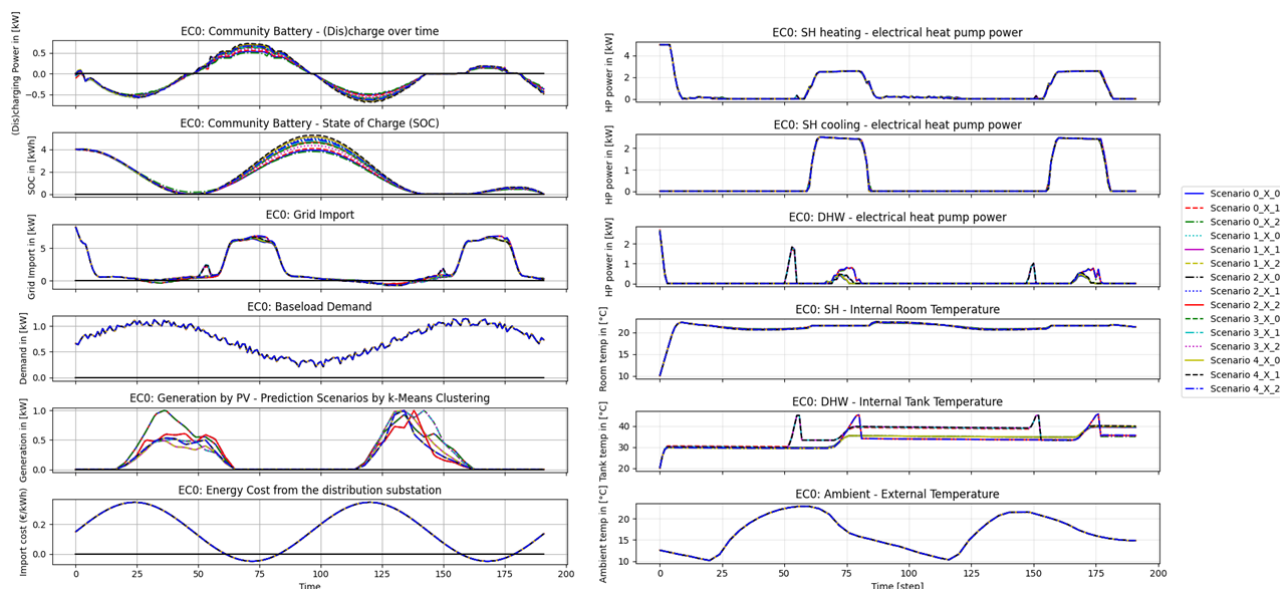 EC0: Community Battery - (Dis)charge over time
(Dis)charging Power in [kW]
0.5
0.0
−0.5
EC0: Community Battery - State of Charge (SOC)
SOC in [kWh]
4
2
0
EC0: Grid Import
Grid Import in [kW]
5
0
EC0: Baseload Demand
Demand in [kW]
1.0
0.5
0.0
EC0: Generation by PV - Prediction Scenarios by k-Means Clustering
Generation in [kW]
1.0
0.5
0.0
EC0: Energy Cost from the distribution substation
Import cost (€/kWh)
0.2
0.0
0 25 50 75 100 125 150 175 200
Time
EC0: SH heating - electrical heat pump power
HP power in [kW]
4
2
0
EC0: SH cooling - electrical heat pump power
HP power in [kW]
2
1
0
EC0: DHW - electrical heat pump power
HP power in [kW]
2
1
0
EC0: SH - Internal Room Temperature
Room temp in [°C]
20
15
10
EC0: DHW - Internal Tank Temperature
Tank temp in [°C]
40
30
20
EC0: Ambient - External Temperature
Ambient temp in [°C]
20
15
10
0 25 50 75 100 125 150 175 200
Time [step]
Scenario 0_X_0
Scenario 0_X_1
Scenario 0_X_2
Scenario 1_X_0
Scenario 1_X_1
Scenario 1_X_2
Scenario 2_X_0
Scenario 2_X_1
Scenario 2_X_2
Scenario 3_X_0
Scenario 3_X_1
Scenario 3_X_2
Scenario 4_X_0
Scenario 4_X_1
Scenario 4_X_2